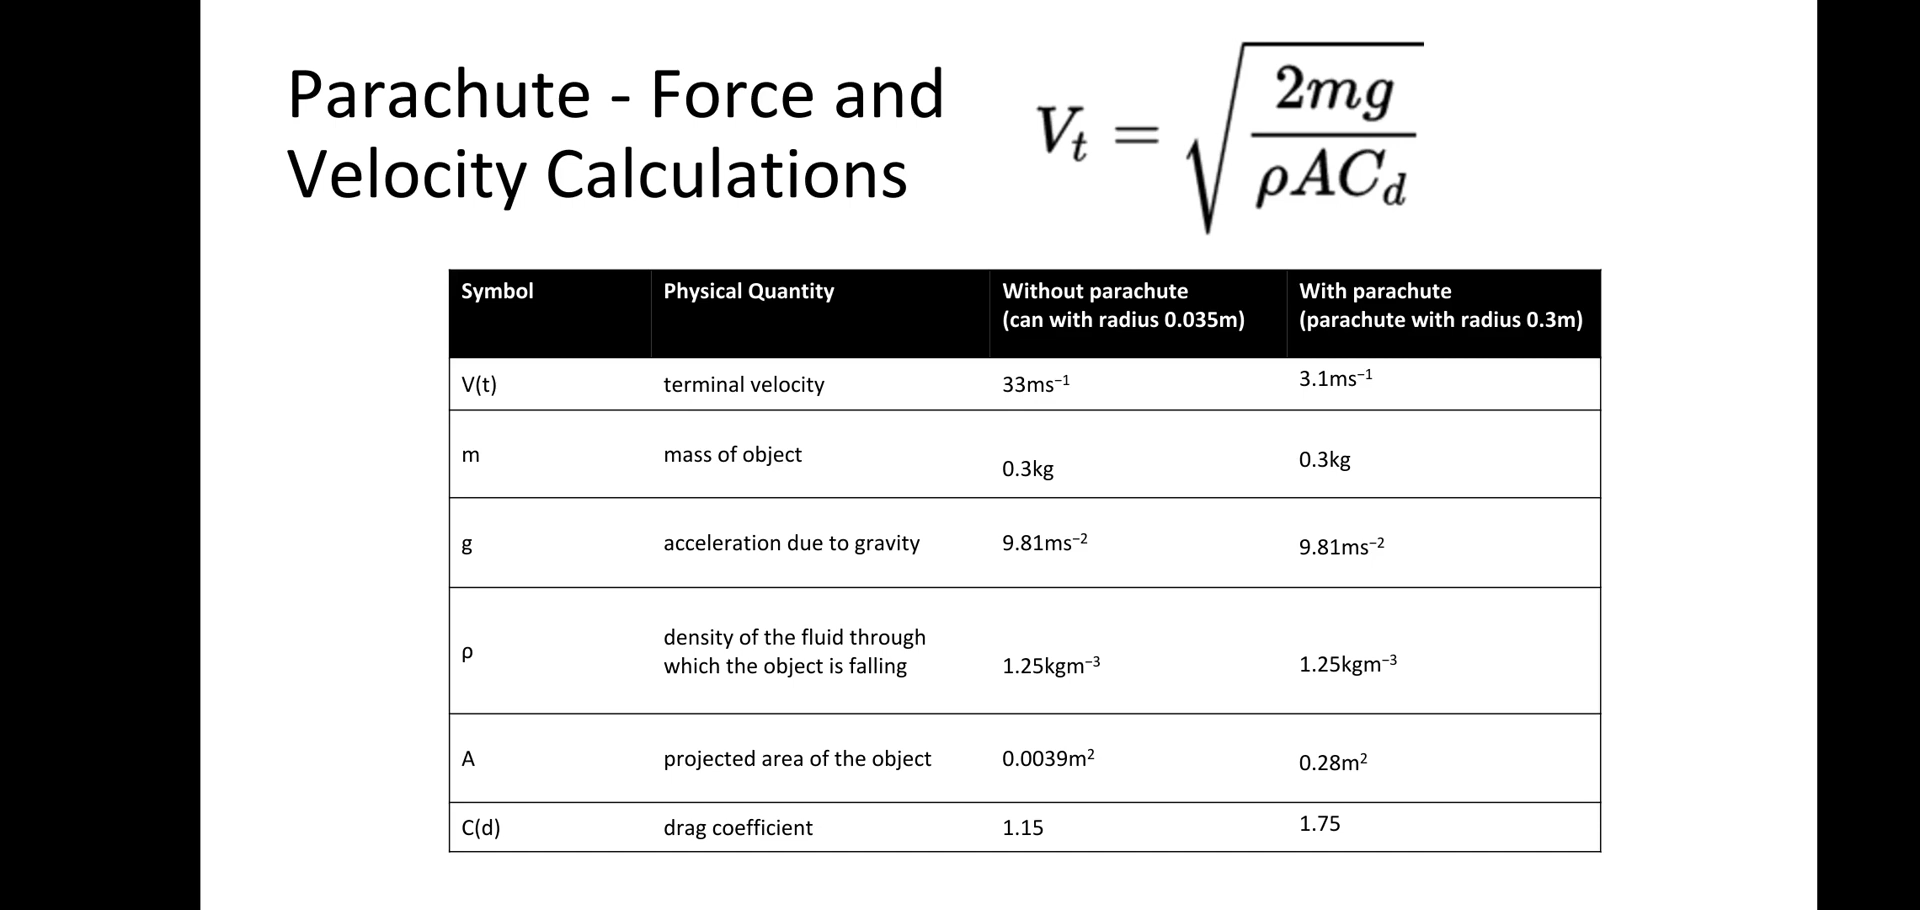 Parachute - Force and
Velocity Calculations
V_t = √(2mg / ρAC_d)
Symbol Physical Quantity Without parachute (can with radius 0.035m) With parachute (parachute with radius 0.3m)
V(t) terminal velocity 33ms⁻¹ 3.1ms⁻¹
m mass of object 0.3kg 0.3kg
g acceleration due to gravity 9.81ms⁻² 9.81ms⁻²
ρ density of the fluid through which the object is falling 1.25kgm⁻³ 1.25kgm⁻³
A projected area of the object 0.0039m² 0.28m²
C(d) drag coefficient 1.15 1.75